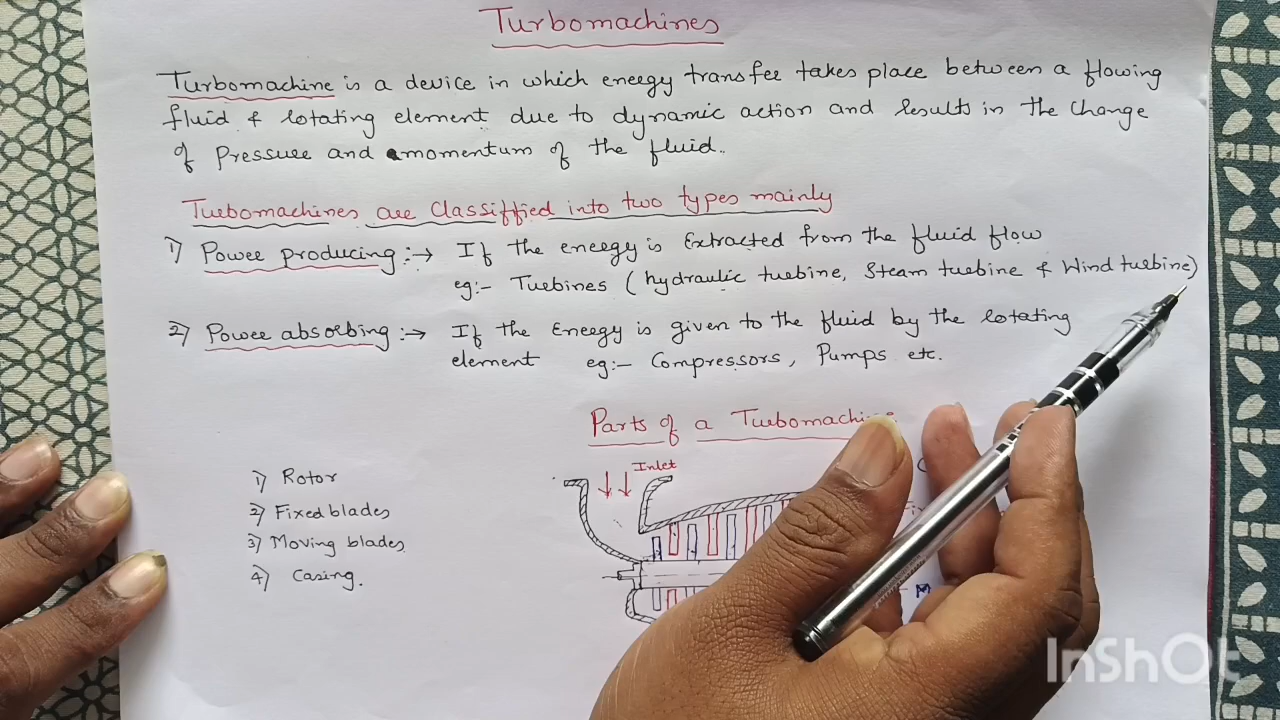 Turbomachines
Turbomachine is a device in which energy transfer takes place between a flowing
fluid & rotating element due to dynamic action and results in the change
of pressure and momentum of the fluid.
Turbomachines are Classiffied into two types mainly
1) Power producing :→ If the energy is Extracted from the fluid flow
eg:- Turbines (hydraulic turbine, Steam turbine & Wind turbine)
2) Power absorbing :→ If the Energy is given to the fluid by the rotating
element eg:- Compressors, Pumps etc.
Parts of a Turbomachine
1) Rotor
2) Fixed blades
3) Moving blades
4) Casing.
Inlet
InShOt